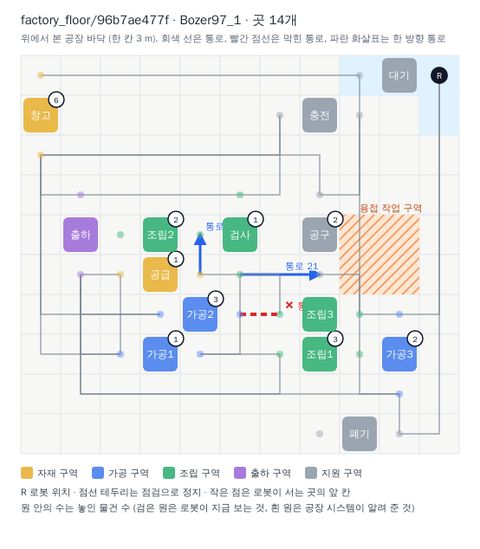 factory_floor/96b7ae477f · Bozer97_1 · 곳 14개
위에서 본 공장 바닥 (한 칸 3 m). 회색 선은 통로, 빨간 점선은 막힌 통로, 파란 화살표는 한 방향 통로
대기
R
6
창고
충전
용접 작업 구역
2
통로
1
2
출하
조립2
검사
공구
1
공급
통로 21
3
✖
가공2
조립3
1
3
2
가공1
조립1
가공3
폐기
자재 구역
가공 구역
조립 구역
출하 구역
지원 구역
R 로봇 위치 · 점선 테두리는 점검으로 정지 · 작은 점은 로봇이 서는 곳의 앞 칸
원 안의 수는 놓인 물건 수 (검은 원은 로봇이 지금 보는 것, 흰 원은 공장 시스템이 알려 준 것)